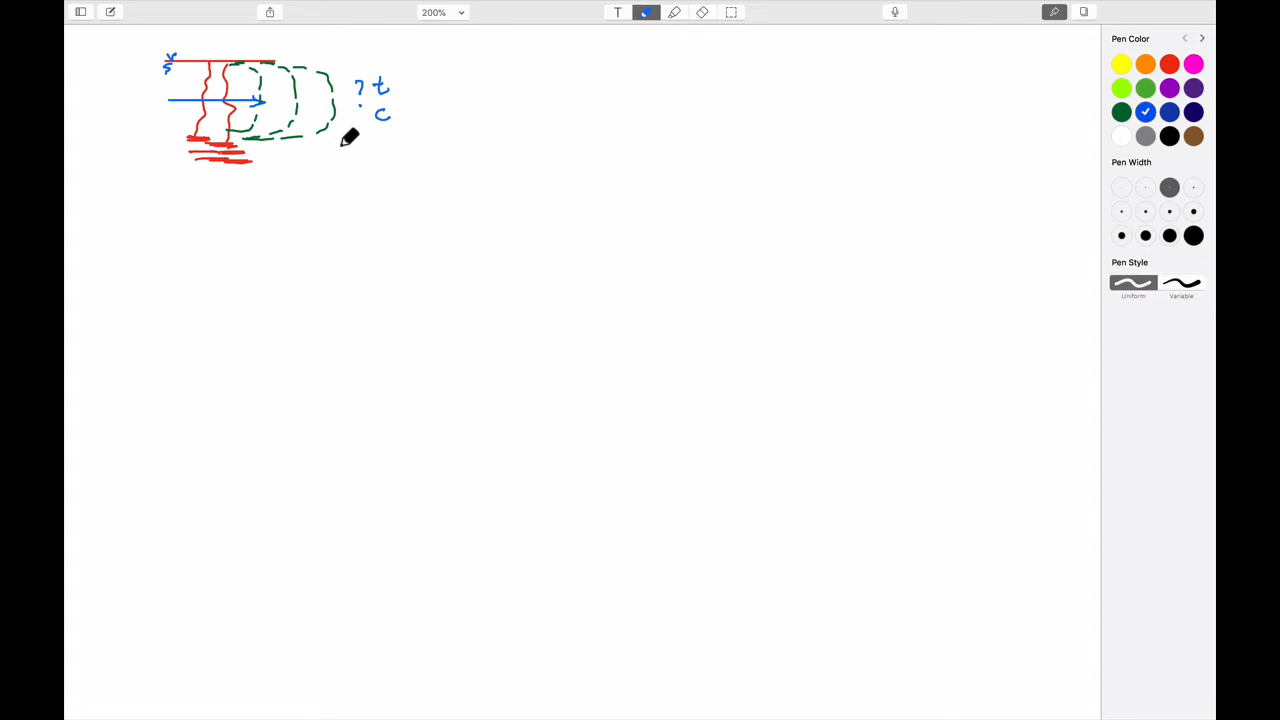 200%
T
Pen Color
? t
c
Pen Width
Pen Style
Uniform
Variable